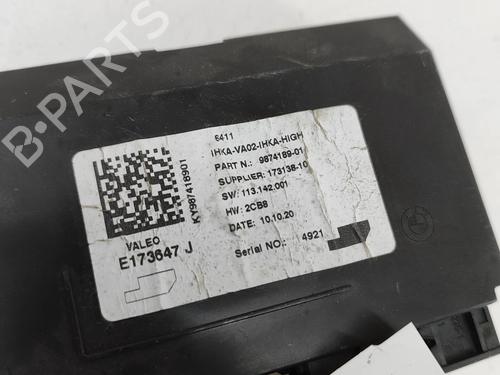 6411
IHKA-VA02-IHKA-HIGH
PART N.: 9874189-01
SUPPLIER: 173138-10
SW: 113.142.001
HW: 2CB8
DATE: 10.10.20
Serial NO.: 4921
KY987418901
VALEO
E173647 J
B-PARTS